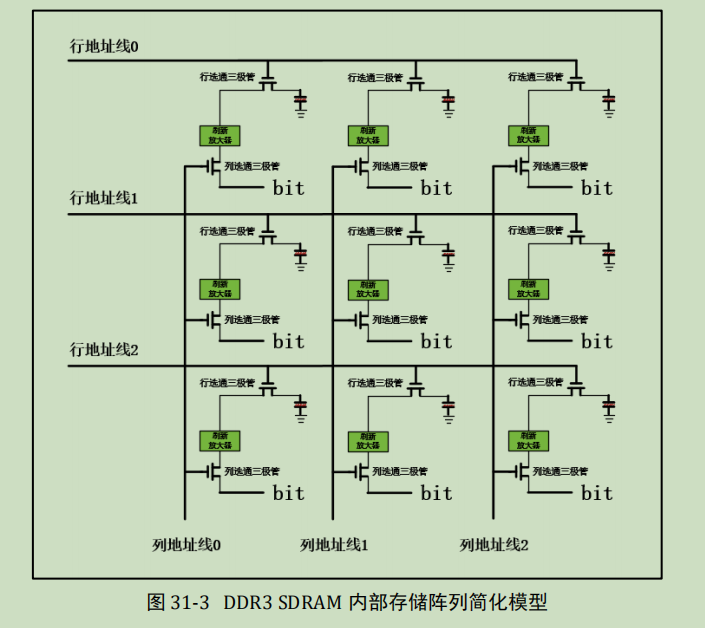 行地址线0
行选通三极管 行选通三极管 行选通三极管
刷新 刷新 刷新
放大器 放大器 放大器
列选通三极管 列选通三极管 列选通三极管
bit bit bit
行地址线1
行选通三极管 行选通三极管 行选通三极管
刷新 刷新 刷新
放大器 放大器 放大器
列选通三极管 列选通三极管 列选通三极管
bit bit bit
行地址线2
行选通三极管 行选通三极管 行选通三极管
刷新 刷新 刷新
放大器 放大器 放大器
列选通三极管 列选通三极管 列选通三极管
bit bit bit
列地址线0 列地址线1 列地址线2
图 31-3 DDR3 SDRAM 内部存储阵列简化模型